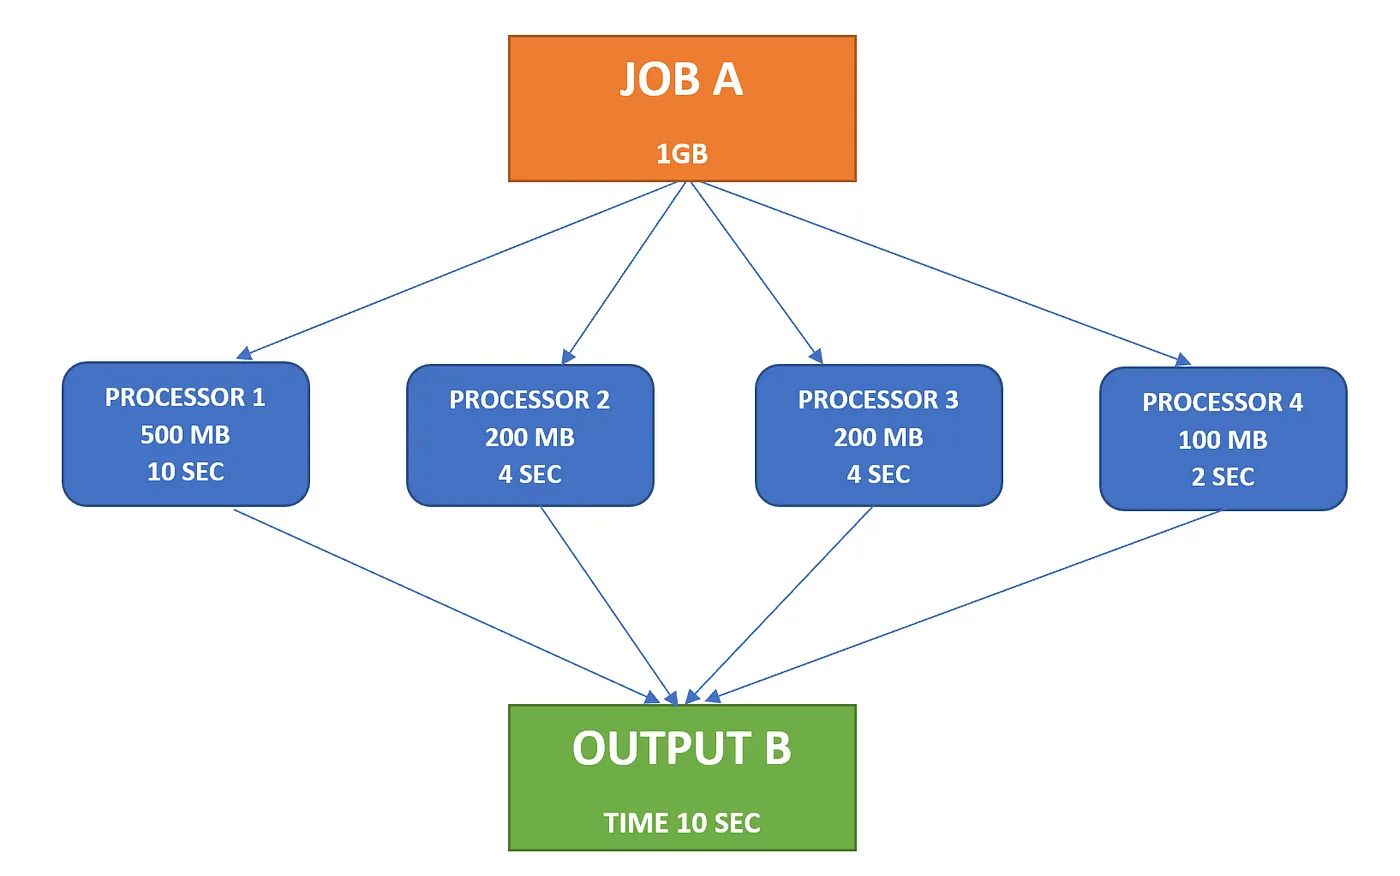 JOB A
1GB
PROCESSOR 1
500 MB
10 SEC
PROCESSOR 2
200 MB
4 SEC
PROCESSOR 3
200 MB
4 SEC
PROCESSOR 4
100 MB
2 SEC
OUTPUT B
TIME 10 SEC